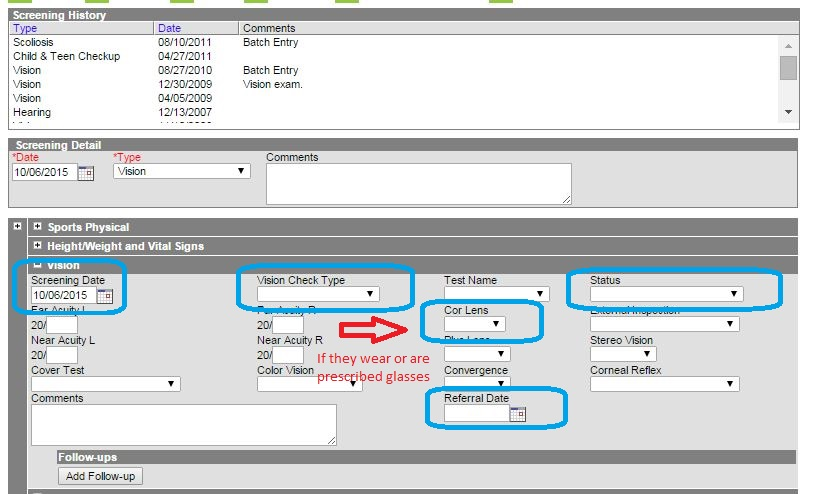 Screening History
Type Date Comments
Scoliosis 08/10/2011 Batch Entry
Child & Teen Checkup 04/27/2011
Vision 08/27/2010 Batch Entry
Vision 12/30/2009 Vision exam.
Vision 04/05/2009
Hearing 12/13/2007
Screening Detail
*Date *Type Comments
10/06/2015 Vision
Sports Physical
Height/Weight and Vital Signs
Vision
Screening Date Vision Check Type Test Name Status
10/06/2015
Far Acuity L Far Acuity R Cor Lens External Inspection
20/ 20/
Near Acuity L Near Acuity R Plus Lens Stereo Vision
20/ 20/
If they wear or are
prescribed glasses
Cover Test Color Vision Convergence Corneal Reflex
Comments Referral Date
Follow-ups
Add Follow-up